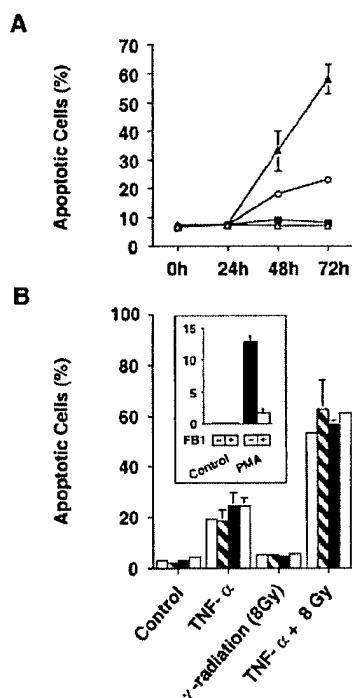 A
Apoptotic Cells (%)
70
60
50
40
30
20
10
0
0h 24h 48h 72h
B
Apoptotic Cells (%)
100
80
60
40
20
0
15
10
5
0
FB1 - + - +
Control PMA
Control
TNF- α
γ-radiation (8Gy)
TNF- α + 8 Gy